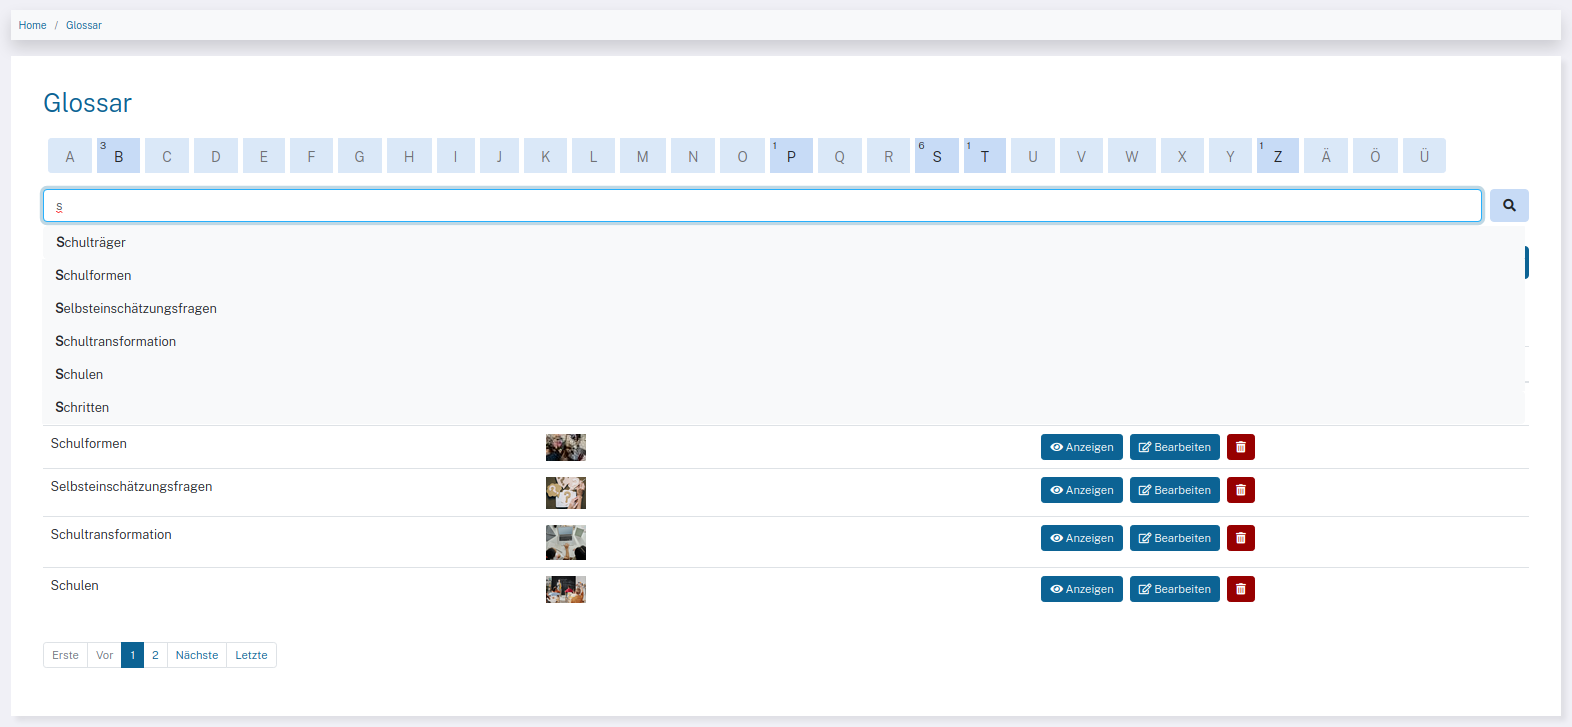 Home / Glossar
Glossar
A 3 B C D E F G H I J K L M N O 1 P Q R 6 S 1 T U V W X Y 1 Z Ä Ö Ü
s
Schulträger
Schulformen
Selbsteinschätzungsfragen
Schultransformation
Schulen
Schritten
Schulformen Anzeigen Bearbeiten
Selbsteinschätzungsfragen Anzeigen Bearbeiten
Schultransformation Anzeigen Bearbeiten
Schulen Anzeigen Bearbeiten
Erste Vor 1 2 Nächste Letzte